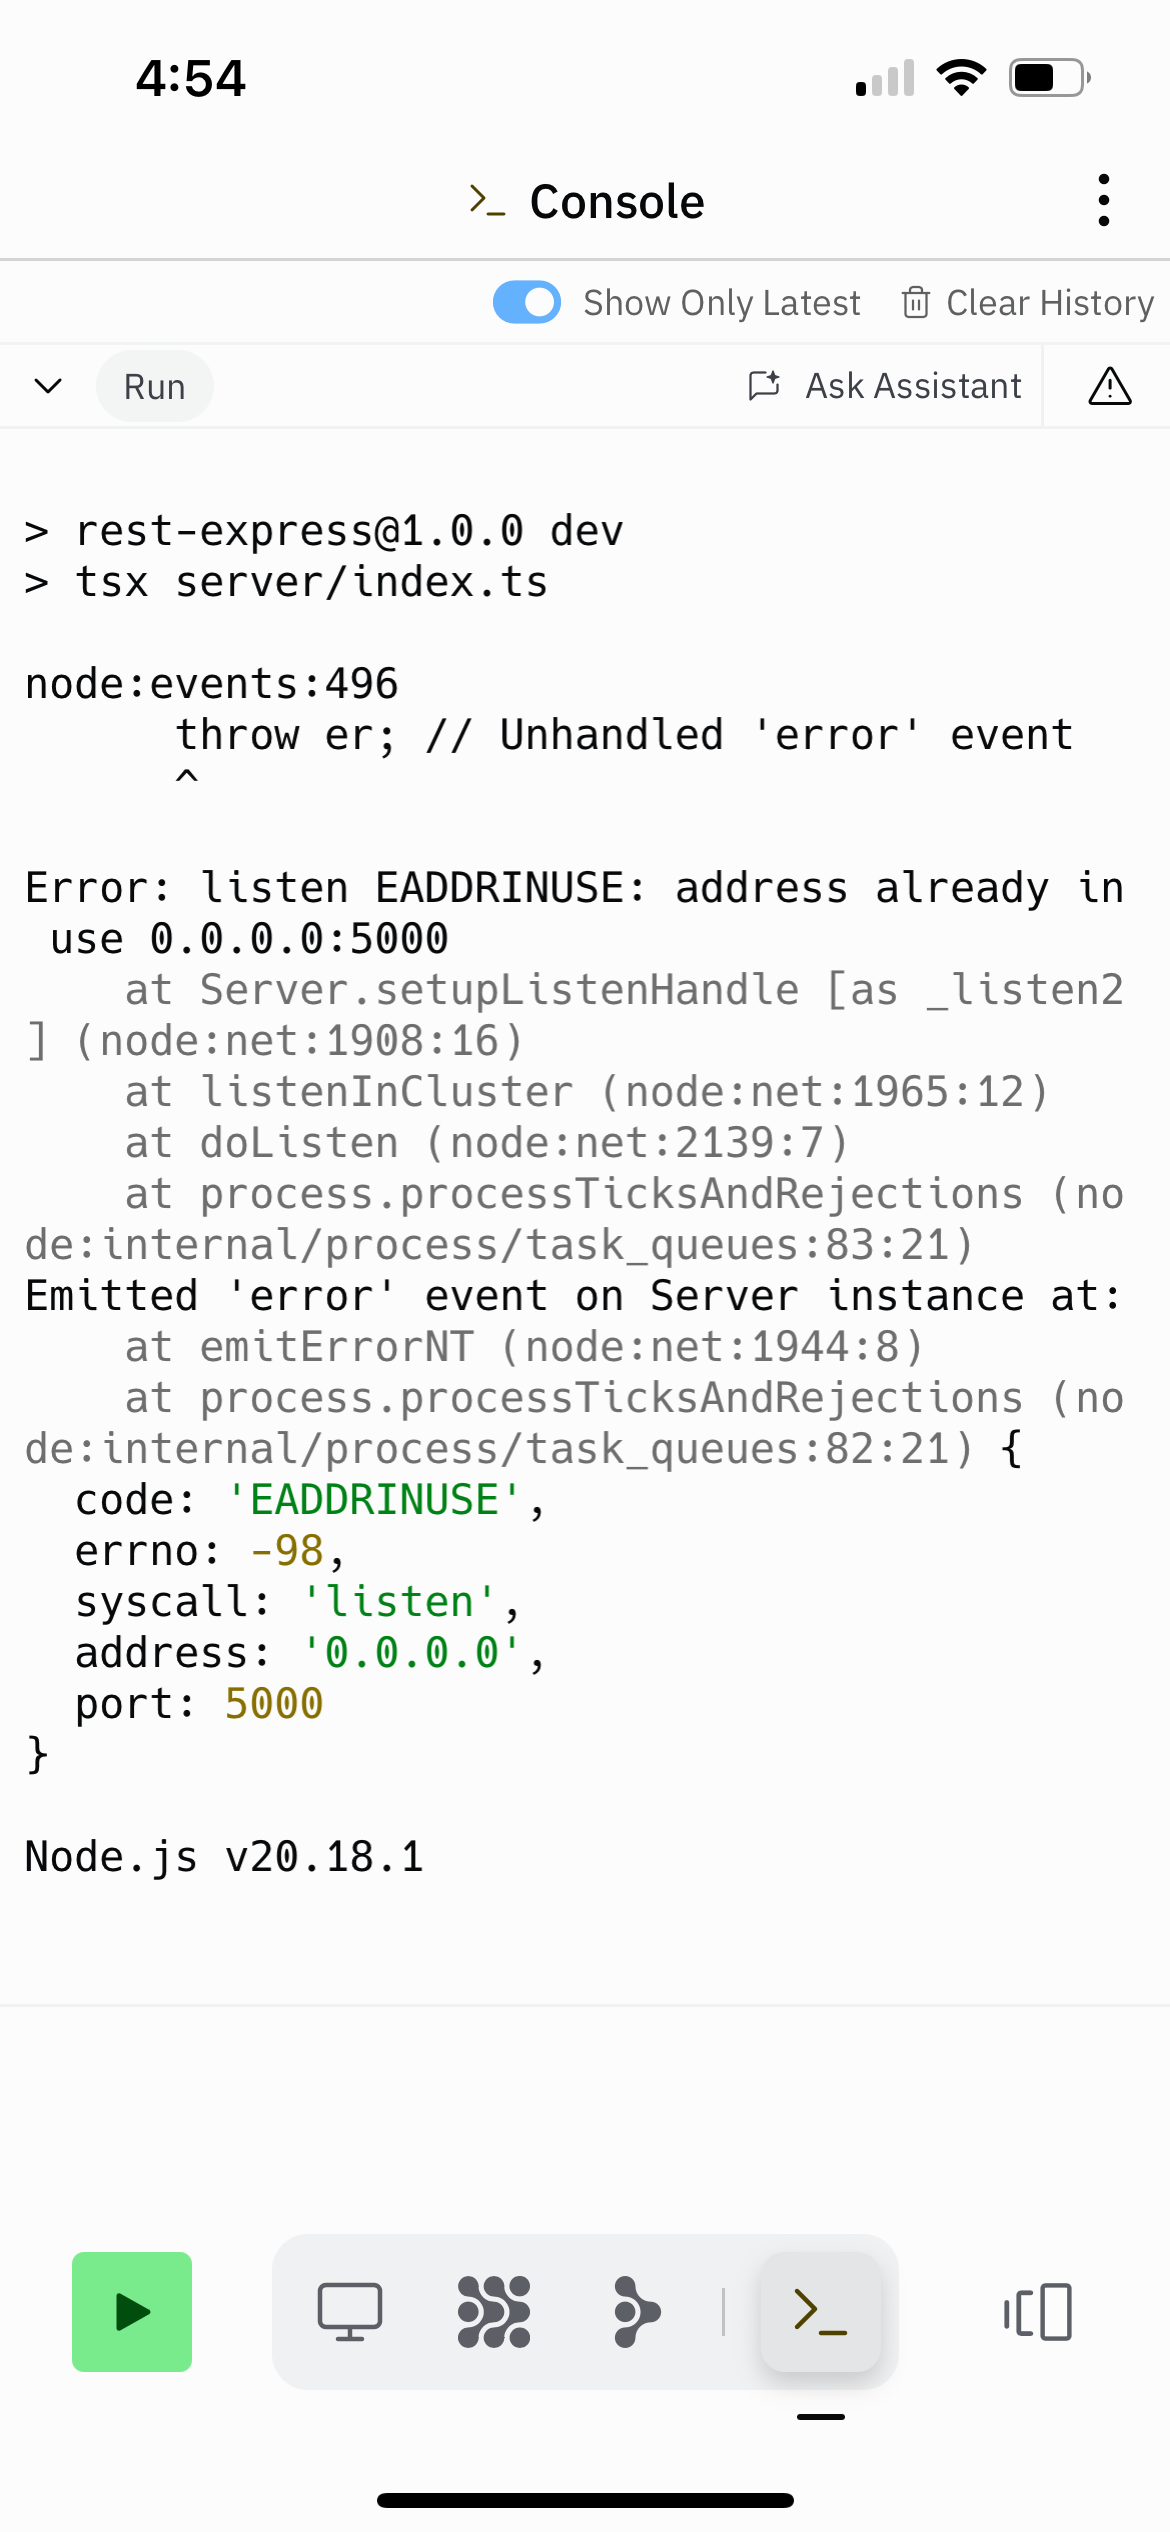 4:54
>_ Console
Show Only Latest Clear History
Run Ask Assistant
> rest-express@1.0.0 dev
> tsx server/index.ts
node:events:496
      throw er; // Unhandled 'error' event
      ^
Error: listen EADDRINUSE: address already in
 use 0.0.0.0:5000
    at Server.setupListenHandle [as _listen2
] (node:net:1908:16)
    at listenInCluster (node:net:1965:12)
    at doListen (node:net:2139:7)
    at process.processTicksAndRejections (no
de:internal/process/task_queues:83:21)
Emitted 'error' event on Server instance at:
    at emitErrorNT (node:net:1944:8)
    at process.processTicksAndRejections (no
de:internal/process/task_queues:82:21) {
  code: 'EADDRINUSE',
  errno: -98,
  syscall: 'listen',
  address: '0.0.0.0',
  port: 5000
}
Node.js v20.18.1